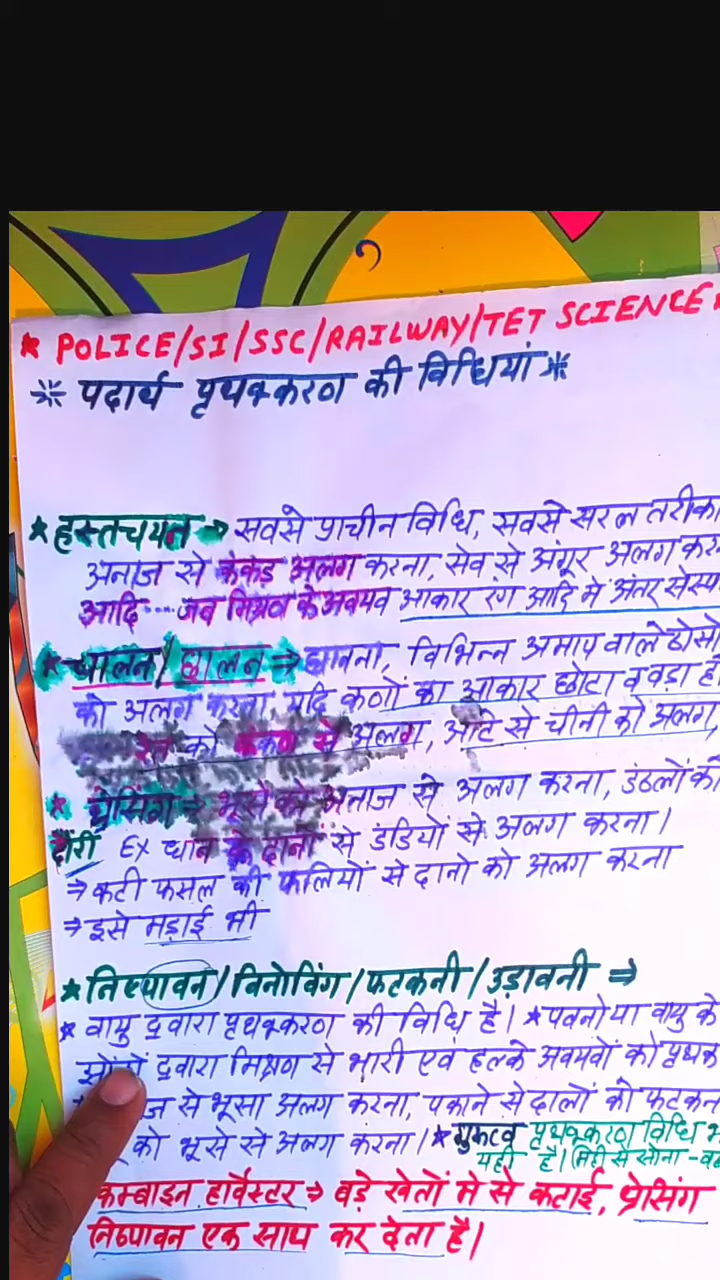 ★ POLICE/SI/SSC/RAILWAY/TET SCIENCE
※ पदार्थ पृथक्करण की विधियां ※
★ हस्तचयन ⇒ सबसे प्राचीन विधि, सबसे सरल तरीका
अनाज से कंकड़ अलग करना, सेव से अंगूर अलग कर
आदि... जब मिश्रण के अवयव आकार रंग आदि में अंतर से
★ चालन/छालन ⇒ छानना, विभिन्न अमाप वाले ठोसो
को अलग करना, यदि कणों का आकार छोटा व बड़ा हो
को कंकण से अलग, आटे से चीनी को अलग,
★ थ्रेसिंग ⇒ भूसे को अनाज से अलग करना, डंठलों की
दौंरी EX धान के दानों से डंडियों से अलग करना।
⇒ कटी फसल की फलियों से दानो को अलग करना
⇒ इसे मड़ाई भी
★ निष्पावन/विनोविंग/फटकनी/उड़ावनी ⇒
★ वायु द्वारा पृथक्करण की विधि है। ★ पवनो या वायु के
द्वारा मिश्रण से भारी एवं हल्के अवयवों को पृथक
से भूसा अलग करना, पकाने से दालों को फटकन
को भूसे से अलग करना। ★ गुरुत्व पृथक्करण विधि
यही है। मिट्टी से सोना -
कम्बाइन हार्वेस्टर ⇒ बड़े खेतों मे से कटाई, थ्रेसिंग
निष्पावन एक साथ कर देता है।